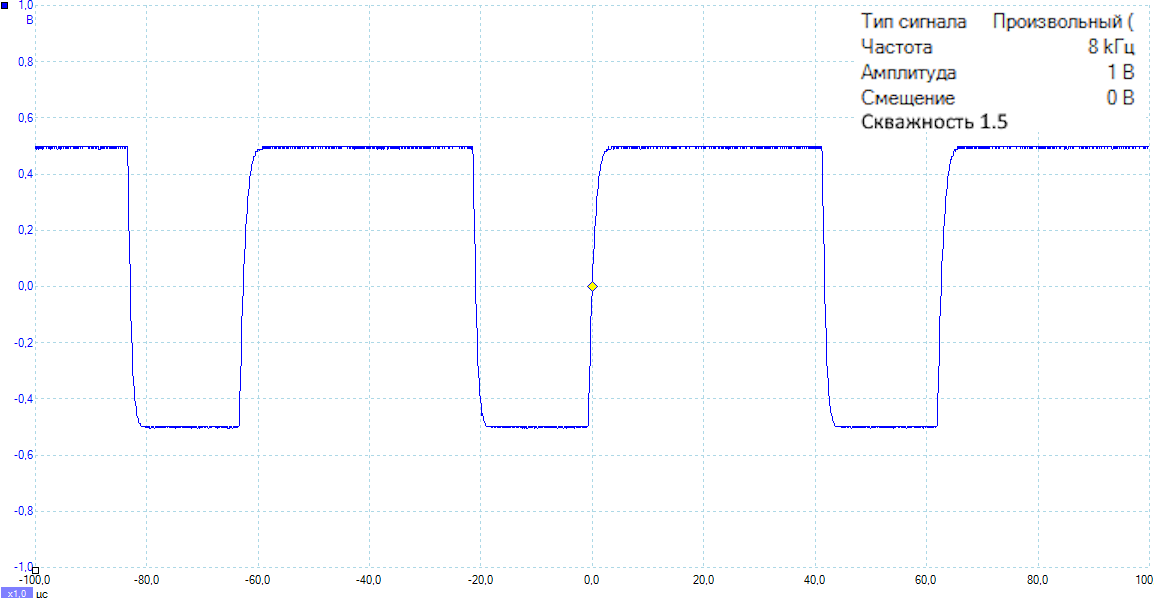 1,0
В
Тип сигнала Произвольный (
Частота 8 kГц
Амплитуда 1 В
Смещение 0 В
Скважность 1.5
0,8
0,6
0,4
0,2
0,0
-0,2
-0,4
-0,6
-0,8
-1,0
-100,0 -80,0 -60,0 -40,0 -20,0 0,0 20,0 40,0 60,0 80,0 100
x1,0 µс